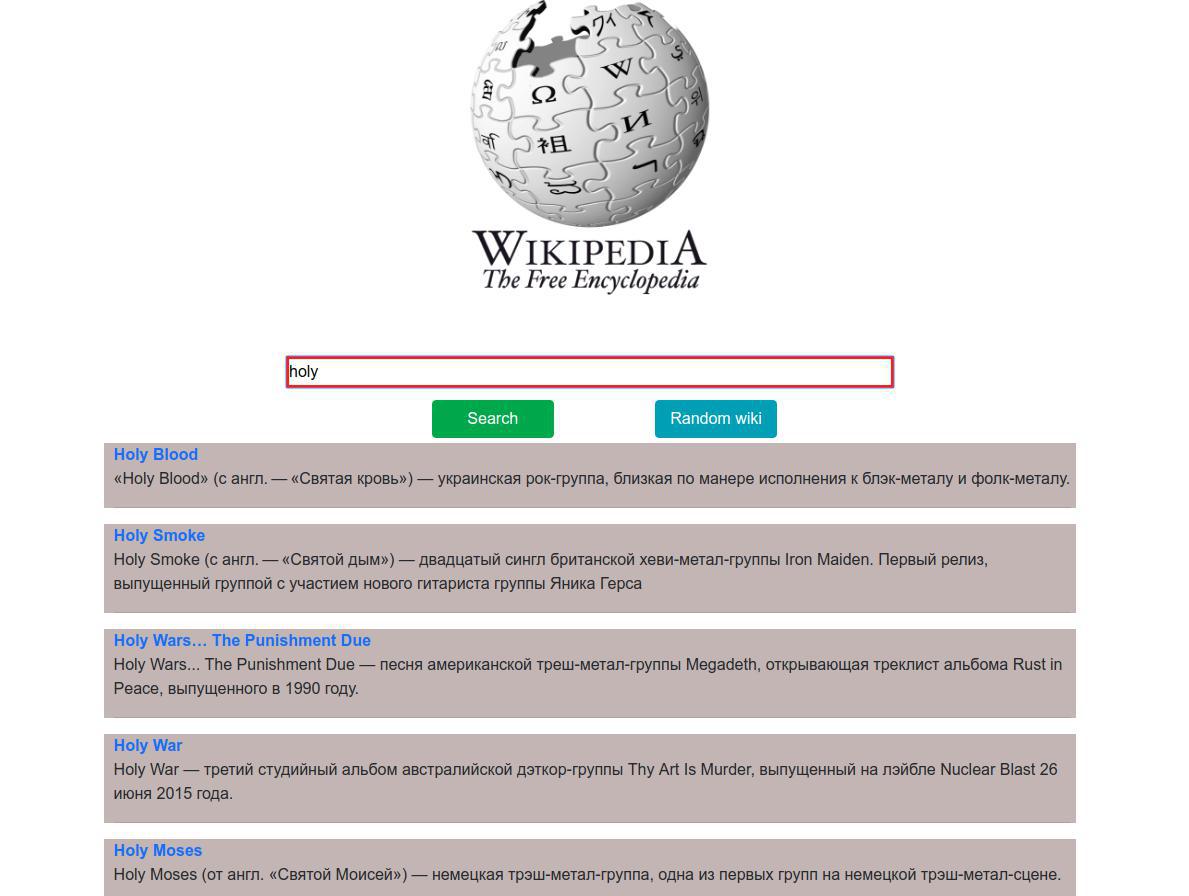 Ω
W
И
祖
WIKIPEDIA
The Free Encyclopedia
holy
Search
Random wiki
Holy Blood
«Holy Blood» (с англ. — «Святая кровь») — украинская рок-группа, близкая по манере исполнения к блэк-металу и фолк-металу.
Holy Smoke
Holy Smoke (с англ. — «Святой дым») — двадцатый сингл британской хеви-метал-группы Iron Maiden. Первый релиз,
выпущенный группой с участием нового гитариста группы Яника Герса
Holy Wars… The Punishment Due
Holy Wars... The Punishment Due — песня американской треш-метал-группы Megadeth, открывающая треклист альбома Rust in
Peace, выпущенного в 1990 году.
Holy War
Holy War — третий студийный альбом австралийской дэткор-группы Thy Art Is Murder, выпущенный на лэйбле Nuclear Blast 26
июня 2015 года.
Holy Moses
Holy Moses (от англ. «Святой Моисей») — немецкая трэш-метал-группа, одна из первых групп на немецкой трэш-метал-сцене.